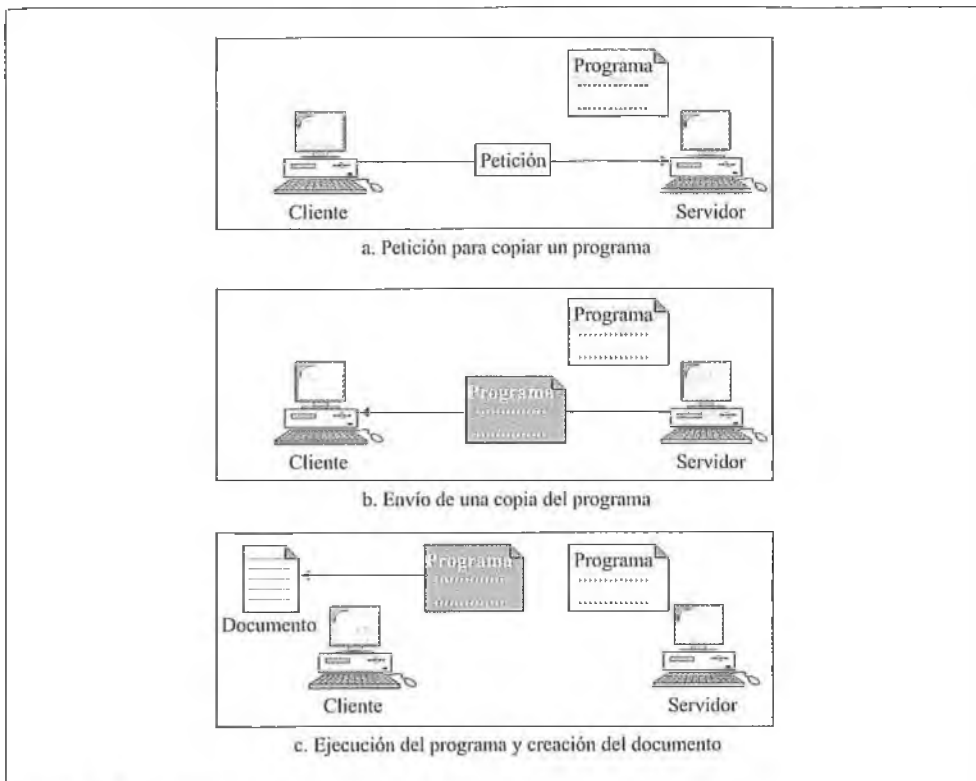 Programa
Petición
Cliente
Servidor
a. Petición para copiar un programa
Programa
Programa
Cliente
Servidor
b. Envío de una copia del programa
Programa
Programa
Documento
Cliente
Servidor
c. Ejecución del programa y creación del documento